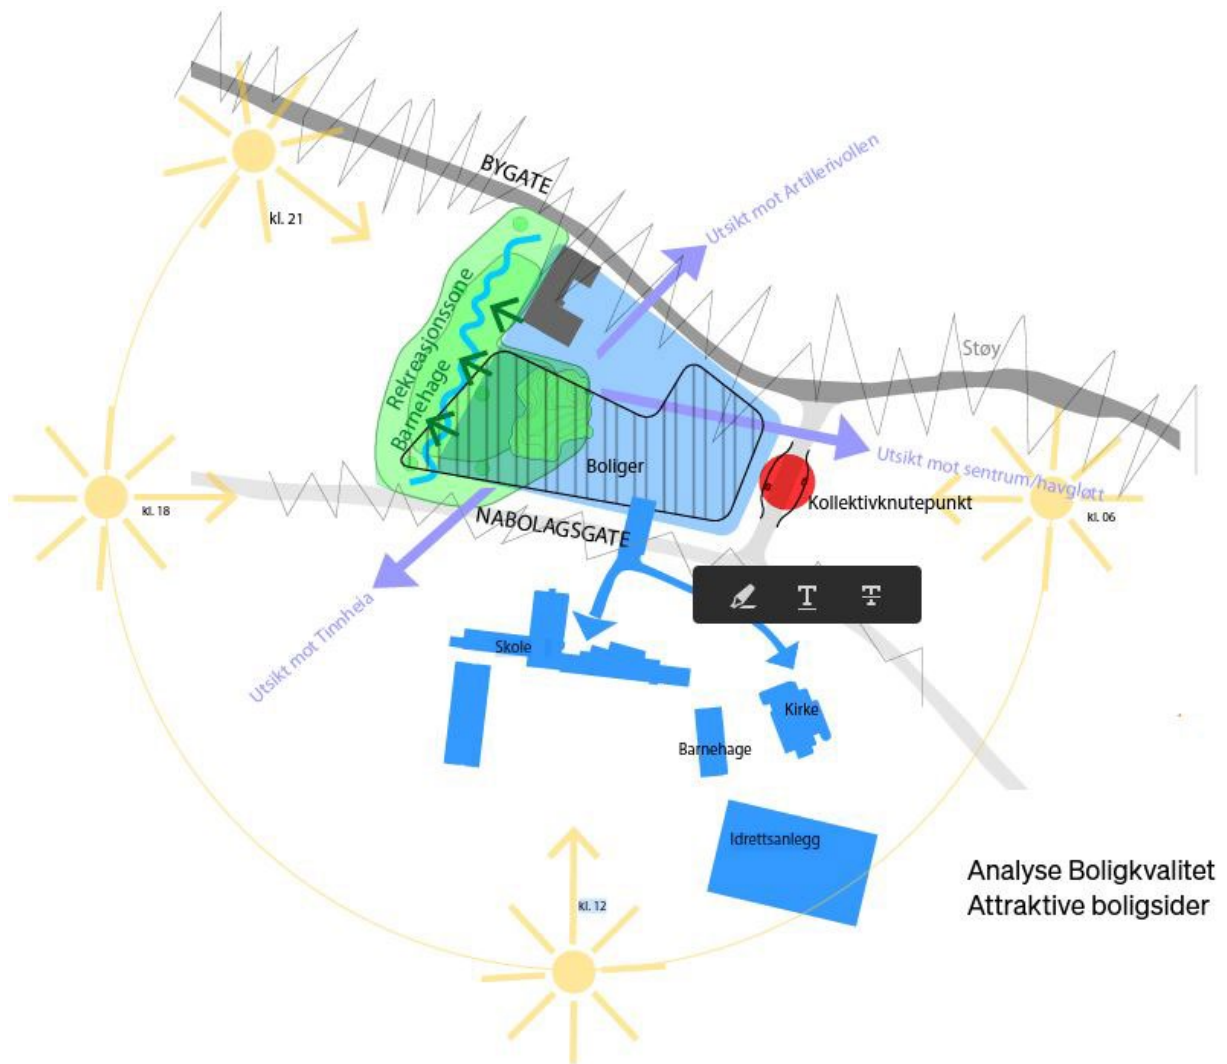 BYGATE
Utsikt mot Artillerivollen
kl. 21
Rekreasjonssone
Barnehage
Støy
Boliger
Utsikt mot sentrum/havgløtt
kl. 18
Kollektivknutepunkt
kl. 06
NABOLAGSGATE
Utsikt mot Tinnheia
Skole
Kirke
Barnehage
Idrettsanlegg
Analyse Boligkvalitet
Attraktive boligsider
kl. 12